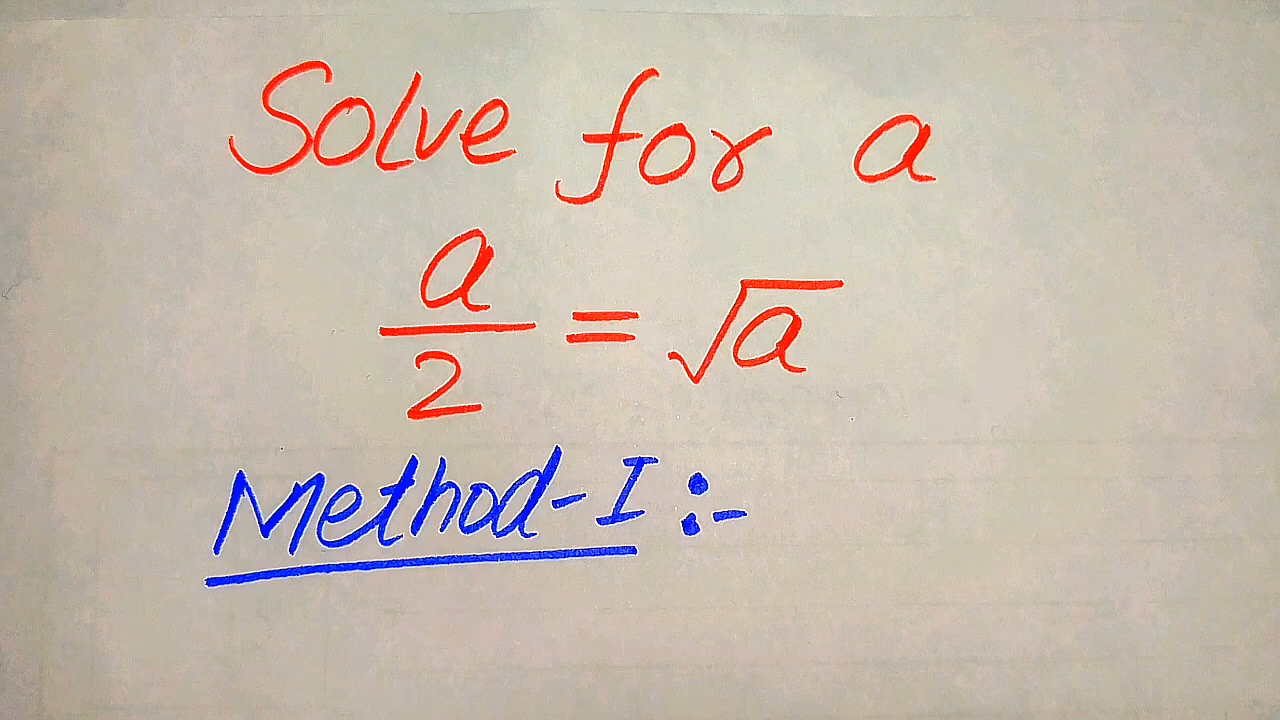 Solve for a
a/2 = √a
Method-I :-